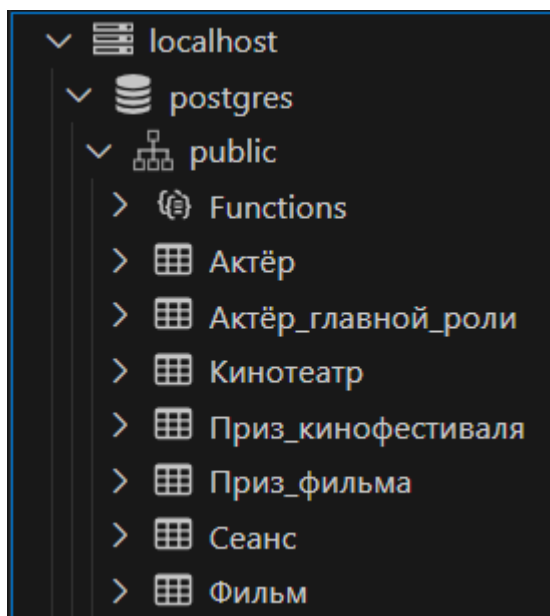 localhost
postgres
public
Functions
Актёр
Актёр_главной_роли
Кинотеатр
Приз_кинофестиваля
Приз_фильма
Сеанс
Фильм